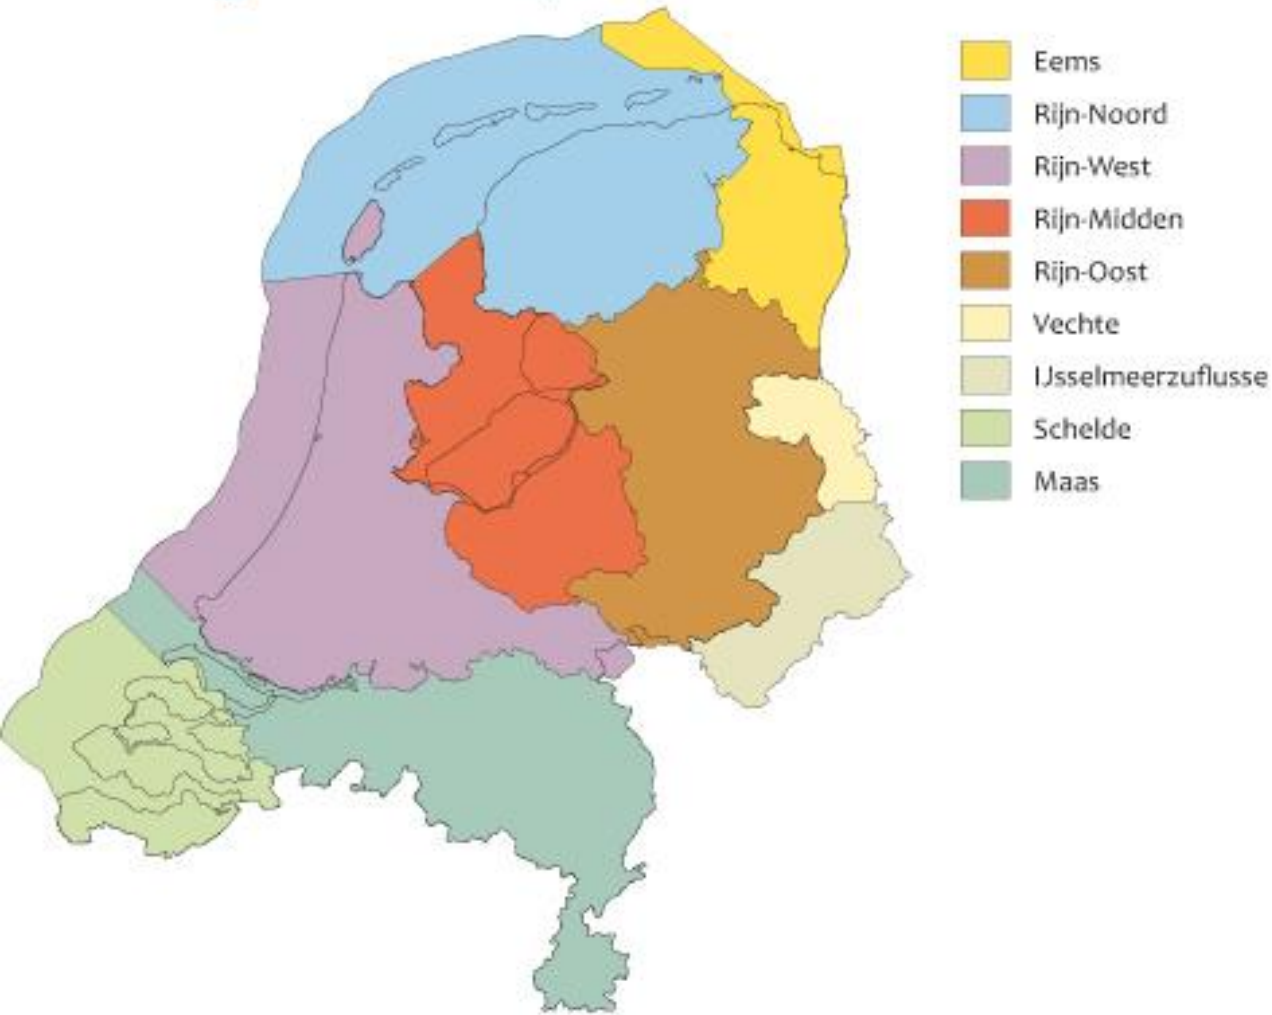 Eems
Rijn-Noord
Rijn-West
Rijn-Midden
Rijn-Oost
Vechte
IJsselmeerzuflusse
Schelde
Maas